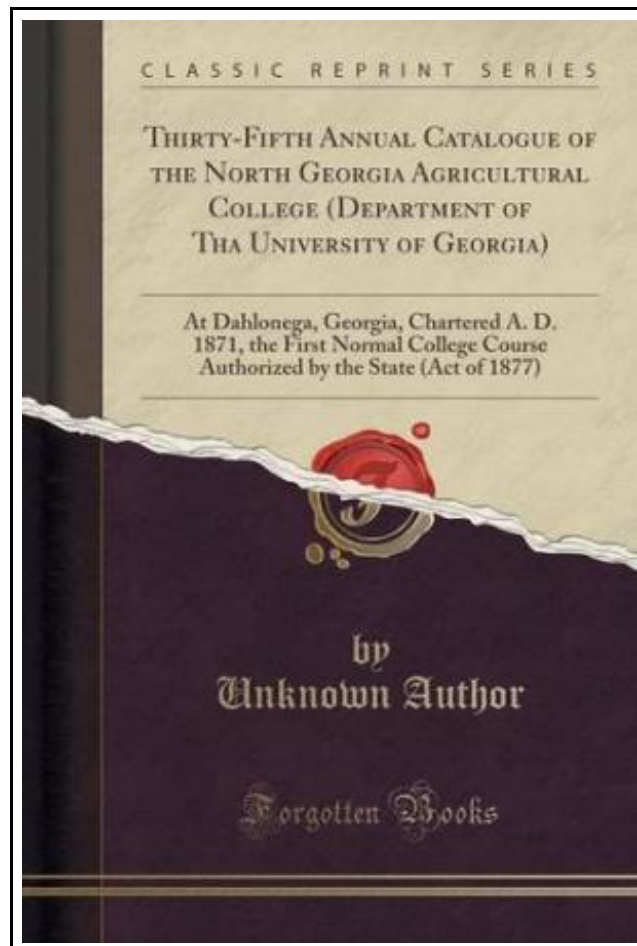 CLASSIC REPRINT SERIES
THIRTY-FIFTH ANNUAL CATALOGUE OF
THE NORTH GEORGIA AGRICULTURAL
COLLEGE (DEPARTMENT OF
THA UNIVERSITY OF GEORGIA)
At Dahlonega, Georgia, Chartered A. D.
1871, the First Normal College Course
Authorized by the State (Act of 1877)
F
by
Unknown Author
Forgotten Books